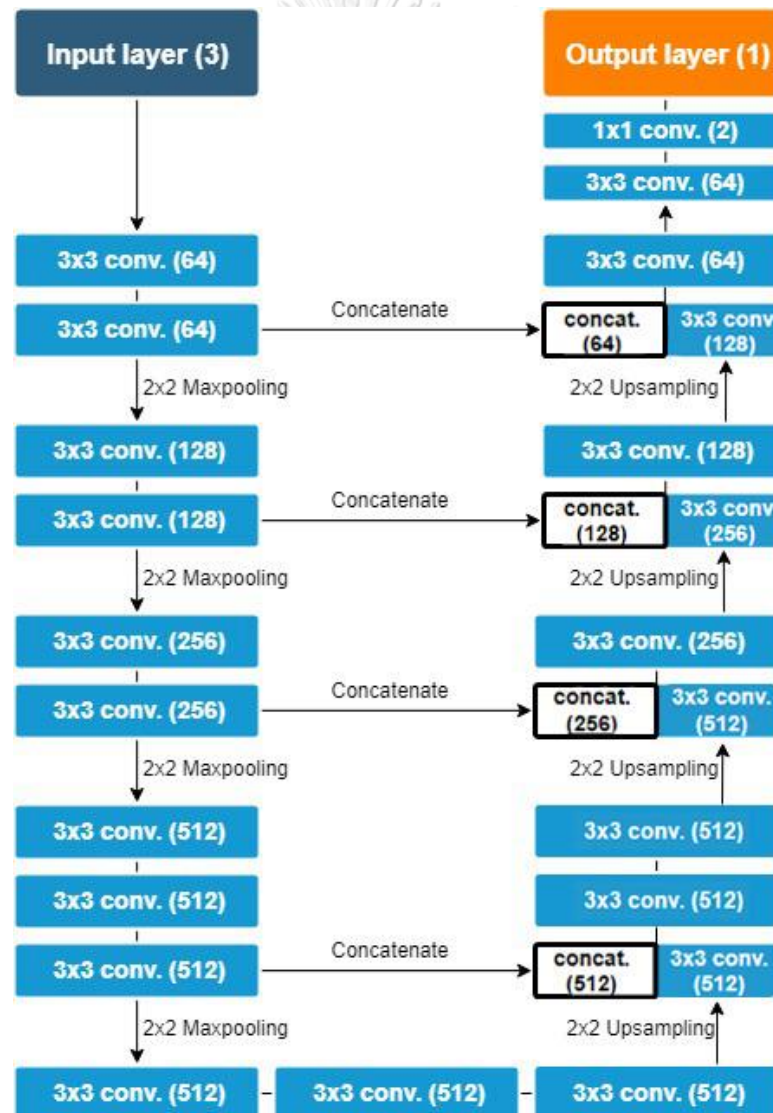 Input layer (3)
Output layer (1)
1x1 conv. (2)
3x3 conv. (64)
3x3 conv. (64)
3x3 conv. (64)
3x3 conv. (64)
Concatenate
concat.
(64)
3x3 conv
(128)
2x2 Maxpooling
2x2 Upsampling
3x3 conv. (128)
3x3 conv. (128)
3x3 conv. (128)
Concatenate
concat.
(128)
3x3 conv
(256)
2x2 Maxpooling
2x2 Upsampling
3x3 conv. (256)
3x3 conv. (256)
3x3 conv. (256)
Concatenate
concat.
(256)
3x3 conv.
(512)
2x2 Maxpooling
2x2 Upsampling
3x3 conv. (512)
3x3 conv. (512)
3x3 conv. (512)
3x3 conv. (512)
3x3 conv. (512)
Concatenate
concat.
(512)
3x3 conv.
(512)
2x2 Maxpooling
2x2 Upsampling
3x3 conv. (512)
3x3 conv. (512)
3x3 conv. (512)